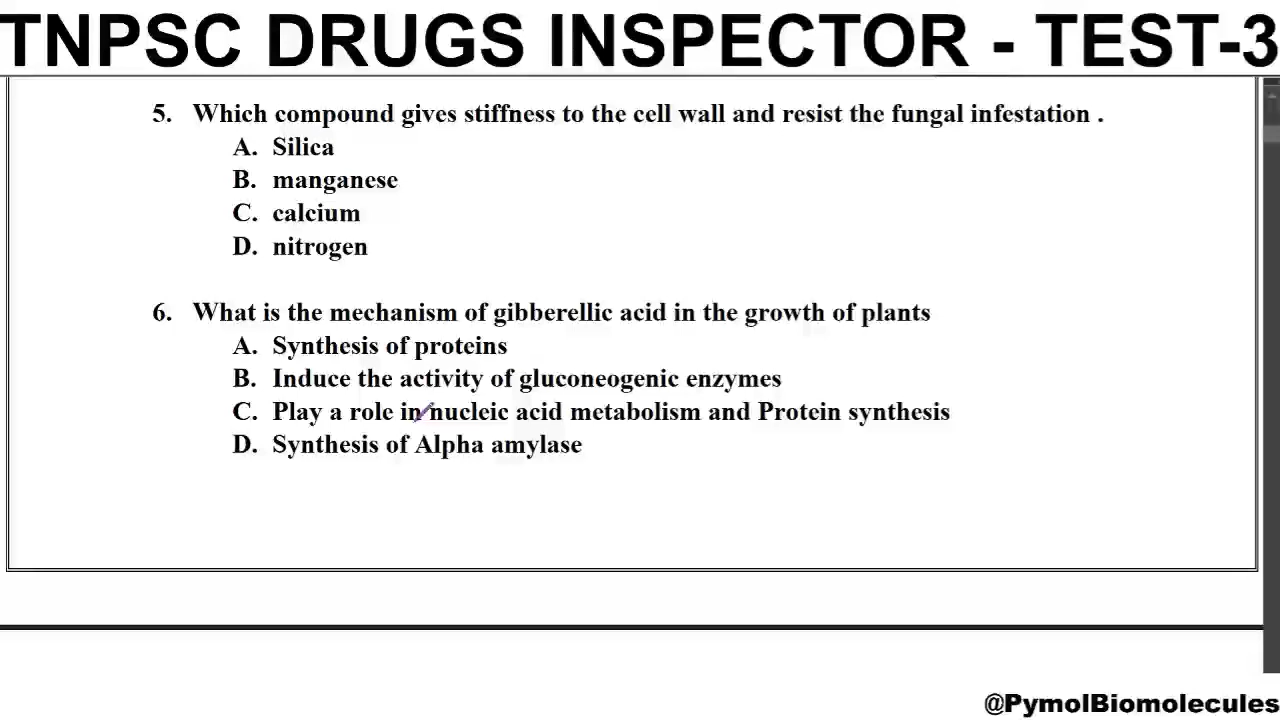 TNPSC DRUGS INSPECTOR - TEST-3
5. Which compound gives stiffness to the cell wall and resist the fungal infestation .
A. Silica
B. manganese
C. calcium
D. nitrogen
6. What is the mechanism of gibberellic acid in the growth of plants
A. Synthesis of proteins
B. Induce the activity of gluconeogenic enzymes
C. Play a role in nucleic acid metabolism and Protein synthesis
D. Synthesis of Alpha amylase
@PymolBiomolecules